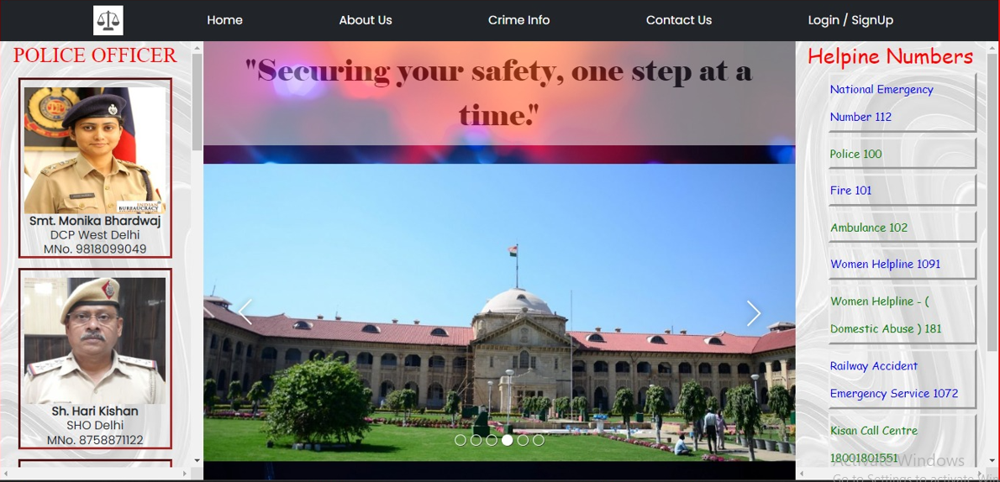 Home About Us Crime Info Contact Us Login / SignUp
POLICE OFFICER
INDIAN
BUREAUCRACY
Smt. Monika Bhardwaj
DCP West Delhi
MNo. 9818099049
Sh. Hari Kishan
SHO Delhi
MNo. 8758871122
"Securing your safety, one step at a
time."
Helpine Numbers
National Emergency
Number 112
Police 100
Fire 101
Ambulance 102
Women Helpline 1091
Women Helpline - (
Domestic Abuse ) 181
Railway Accident
Emergency Service 1072
Kisan Call Centre
18001801551
Activate Windows
Go to Settings to activate Win